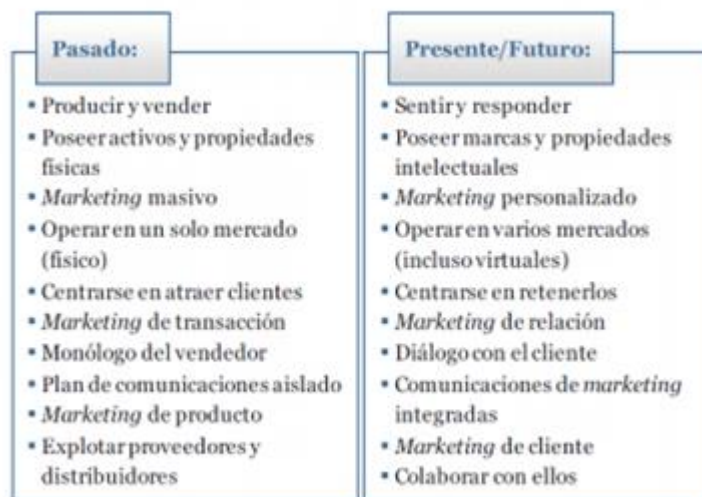 Pasado:
▪ Producir y vender
▪ Poseer activos y propiedades
físicas
▪ Marketing masivo
▪ Operar en un solo mercado
(físico)
▪ Centrarse en atraer clientes
▪ Marketing de transacción
▪ Monólogo del vendedor
▪ Plan de comunicaciones aislado
▪ Marketing de producto
▪ Explotar proveedores y
distribuidores
Presente/Futuro:
▪ Sentir y responder
▪ Poseer marcas y propiedades
intelectuales
▪ Marketing personalizado
▪ Operar en varios mercados
(incluso virtuales)
▪ Centrarse en retenerlos
▪ Marketing de relación
▪ Diálogo con el cliente
▪ Comunicaciones de marketing
integradas
▪ Marketing de cliente
▪ Colaborar con ellos